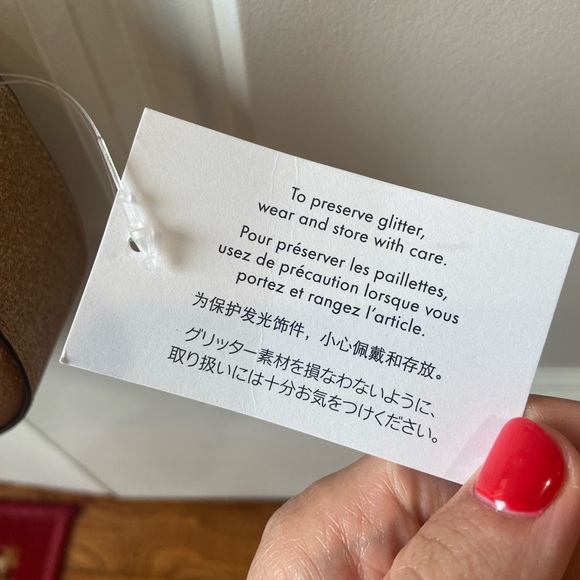 To preserve glitter,
wear and store with care.
Pour préserver les paillettes,
usez de précaution lorsque vous
portez et rangez l'article.
为保护发光饰件，小心佩戴和存放。
グリッター素材を損なわないように、
取り扱いには十分お気をつけください。